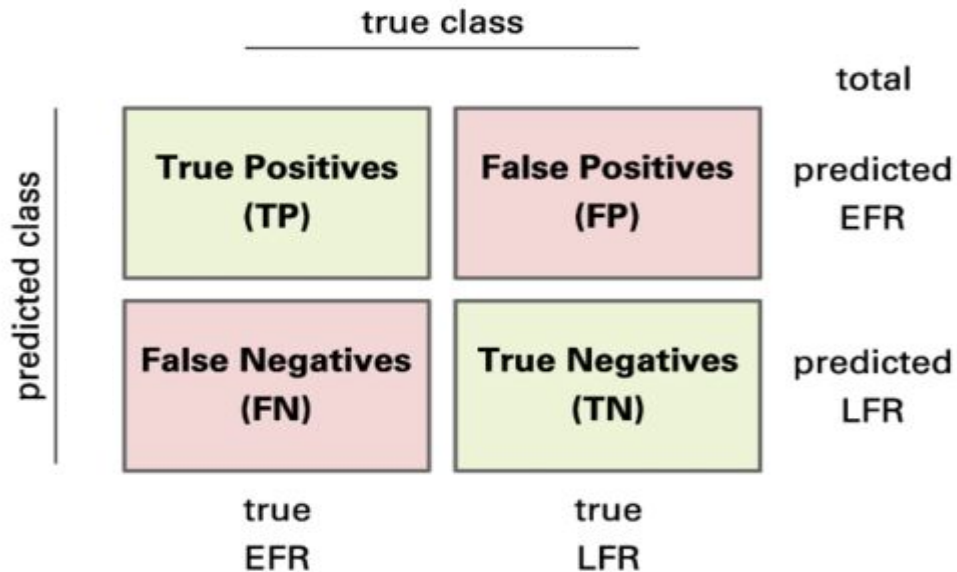 true class
total
predicted class
True Positives
(TP)
False Positives
(FP)
predicted
EFR
False Negatives
(FN)
True Negatives
(TN)
predicted
LFR
true
EFR
true
LFR